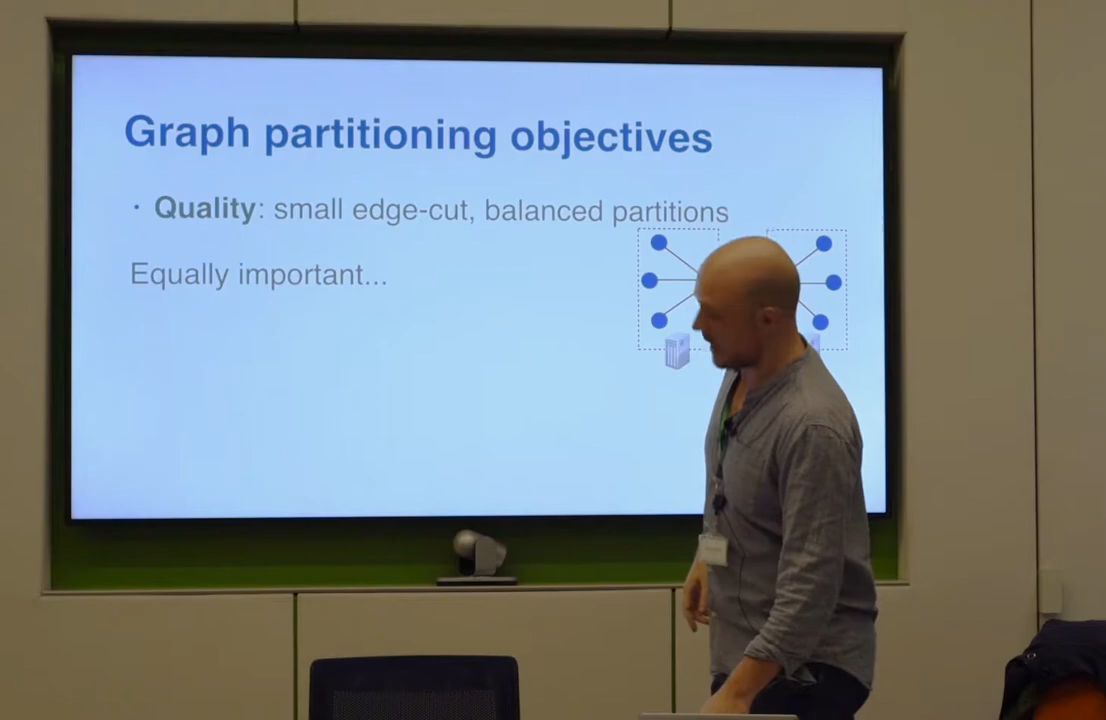 Graph partitioning objectives
· Quality: small edge-cut, balanced partitions
Equally important...